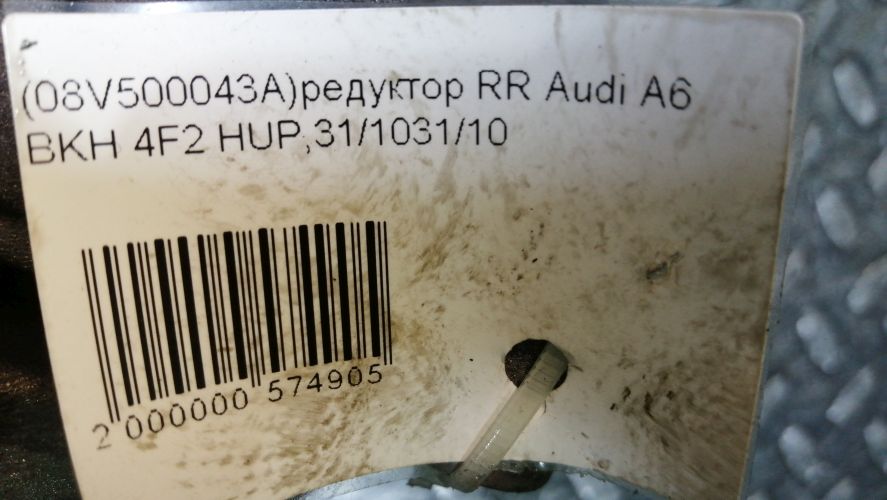 (08V500043A)редуктор RR Audi A6
BKH 4F2 HUP,31/1031/10
2 000000 574905